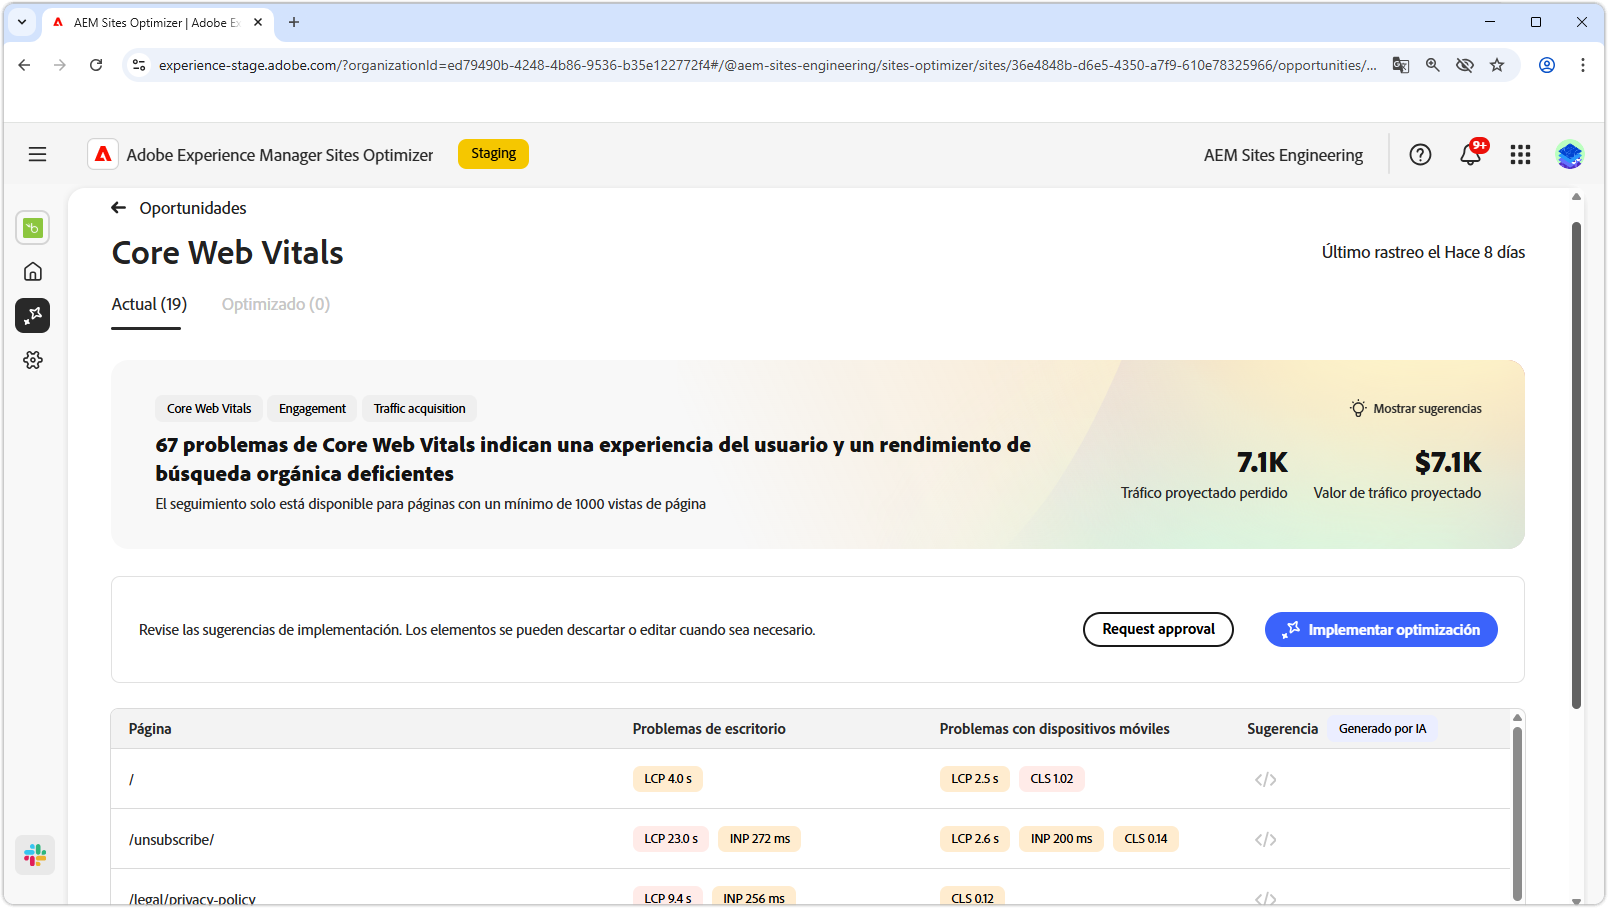 AEM Sites Optimizer | Adobe Ex
experience-stage.adobe.com/?organizationId=ed79490b-4248-4b86-9536-b35e122772f4#/@aem-sites-engineering/sites-optimizer/sites/36e4848b-d6e5-4350-a7f9-610e78325966/opportunities/...
Adobe Experience Manager Sites Optimizer
Staging
AEM Sites Engineering
9+
Oportunidades
Core Web Vitals
Último rastreo el Hace 8 días
Actual (19)
Optimizado (0)
Core Web Vitals
Engagement
Traffic acquisition
Mostrar sugerencias
67 problemas de Core Web Vitals indican una experiencia del usuario y un rendimiento de
búsqueda orgánica deficientes
El seguimiento solo está disponible para páginas con un mínimo de 1000 vistas de página
7.1K
Tráfico proyectado perdido
$7.1K
Valor de tráfico proyectado
Revise las sugerencias de implementación. Los elementos se pueden descartar o editar cuando sea necesario.
Request approval
Implementar optimización
Página
Problemas de escritorio
Problemas con dispositivos móviles
Sugerencia
Generado por IA
/
LCP 4.0 s
LCP 2.5 s
CLS 1.02
/unsubscribe/
LCP 23.0 s
INP 272 ms
LCP 2.6 s
INP 200 ms
CLS 0.14
/legal/privacy-policy
LCP 9.4 s
INP 256 ms
CLS 0.12